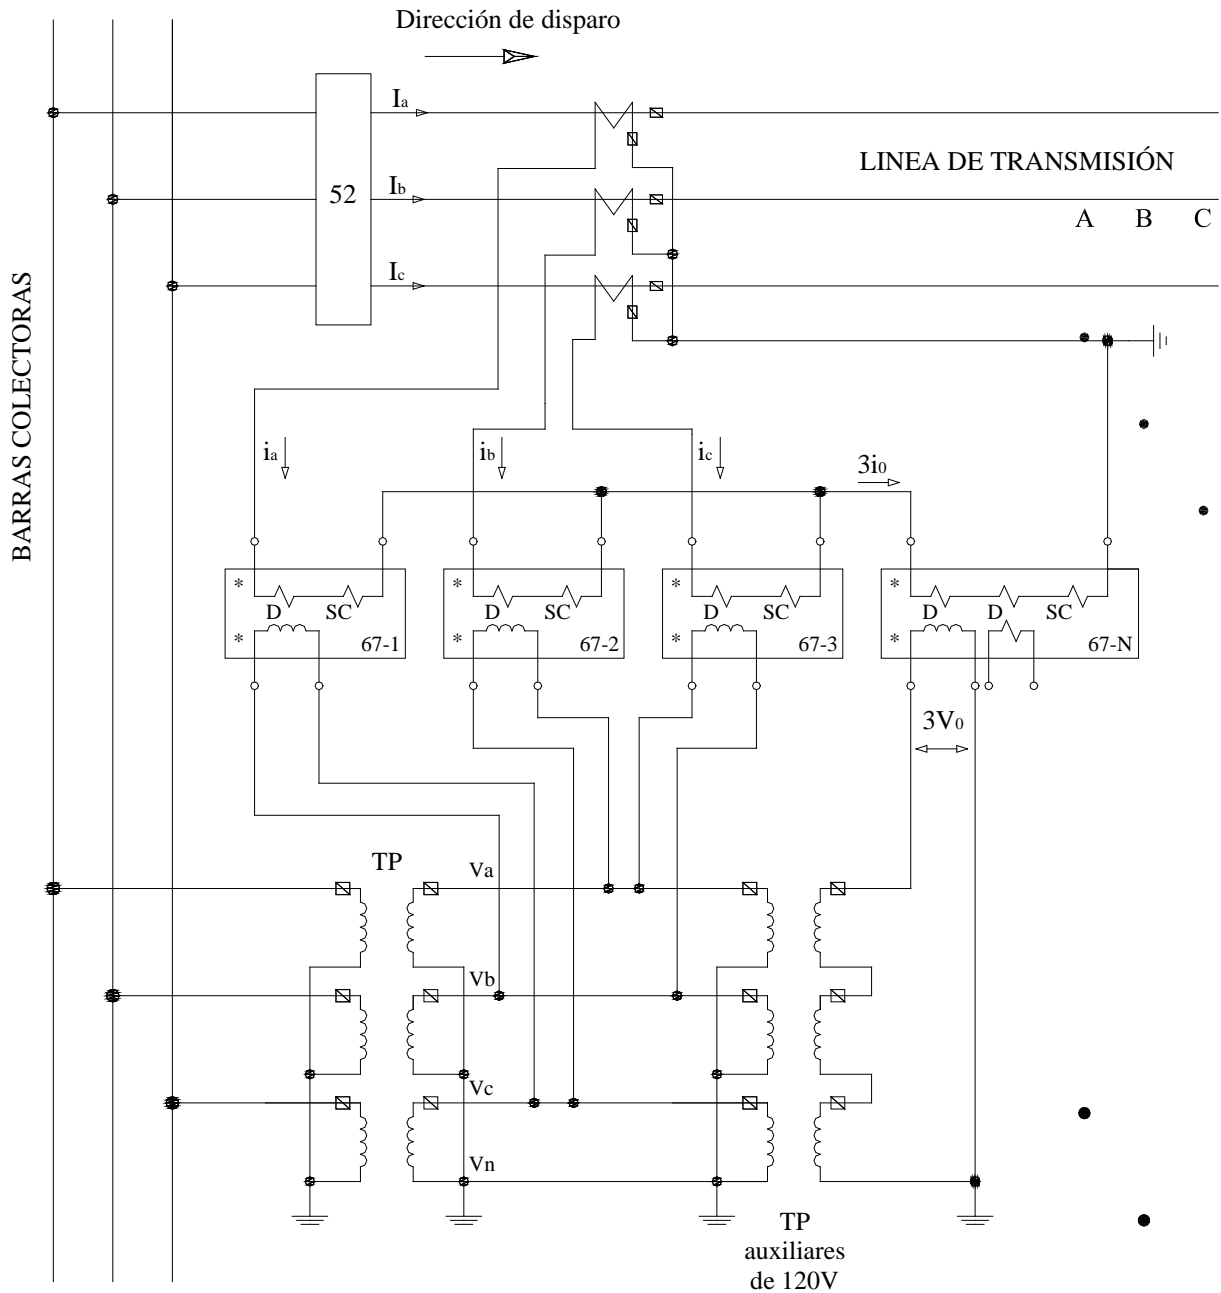 Dirección de disparo
Ia
52
LINEA DE TRANSMISIÓN
Ib
A B C
Ic
BARRAS COLECTORAS
ia
ib
ic
3i0
* D SC
* 67-1
* D SC
* 67-2
* D SC
* 67-3
* D D SC
* 67-N
3V0
TP
Va
Vb
Vc
Vn
TP
auxiliares
de 120V